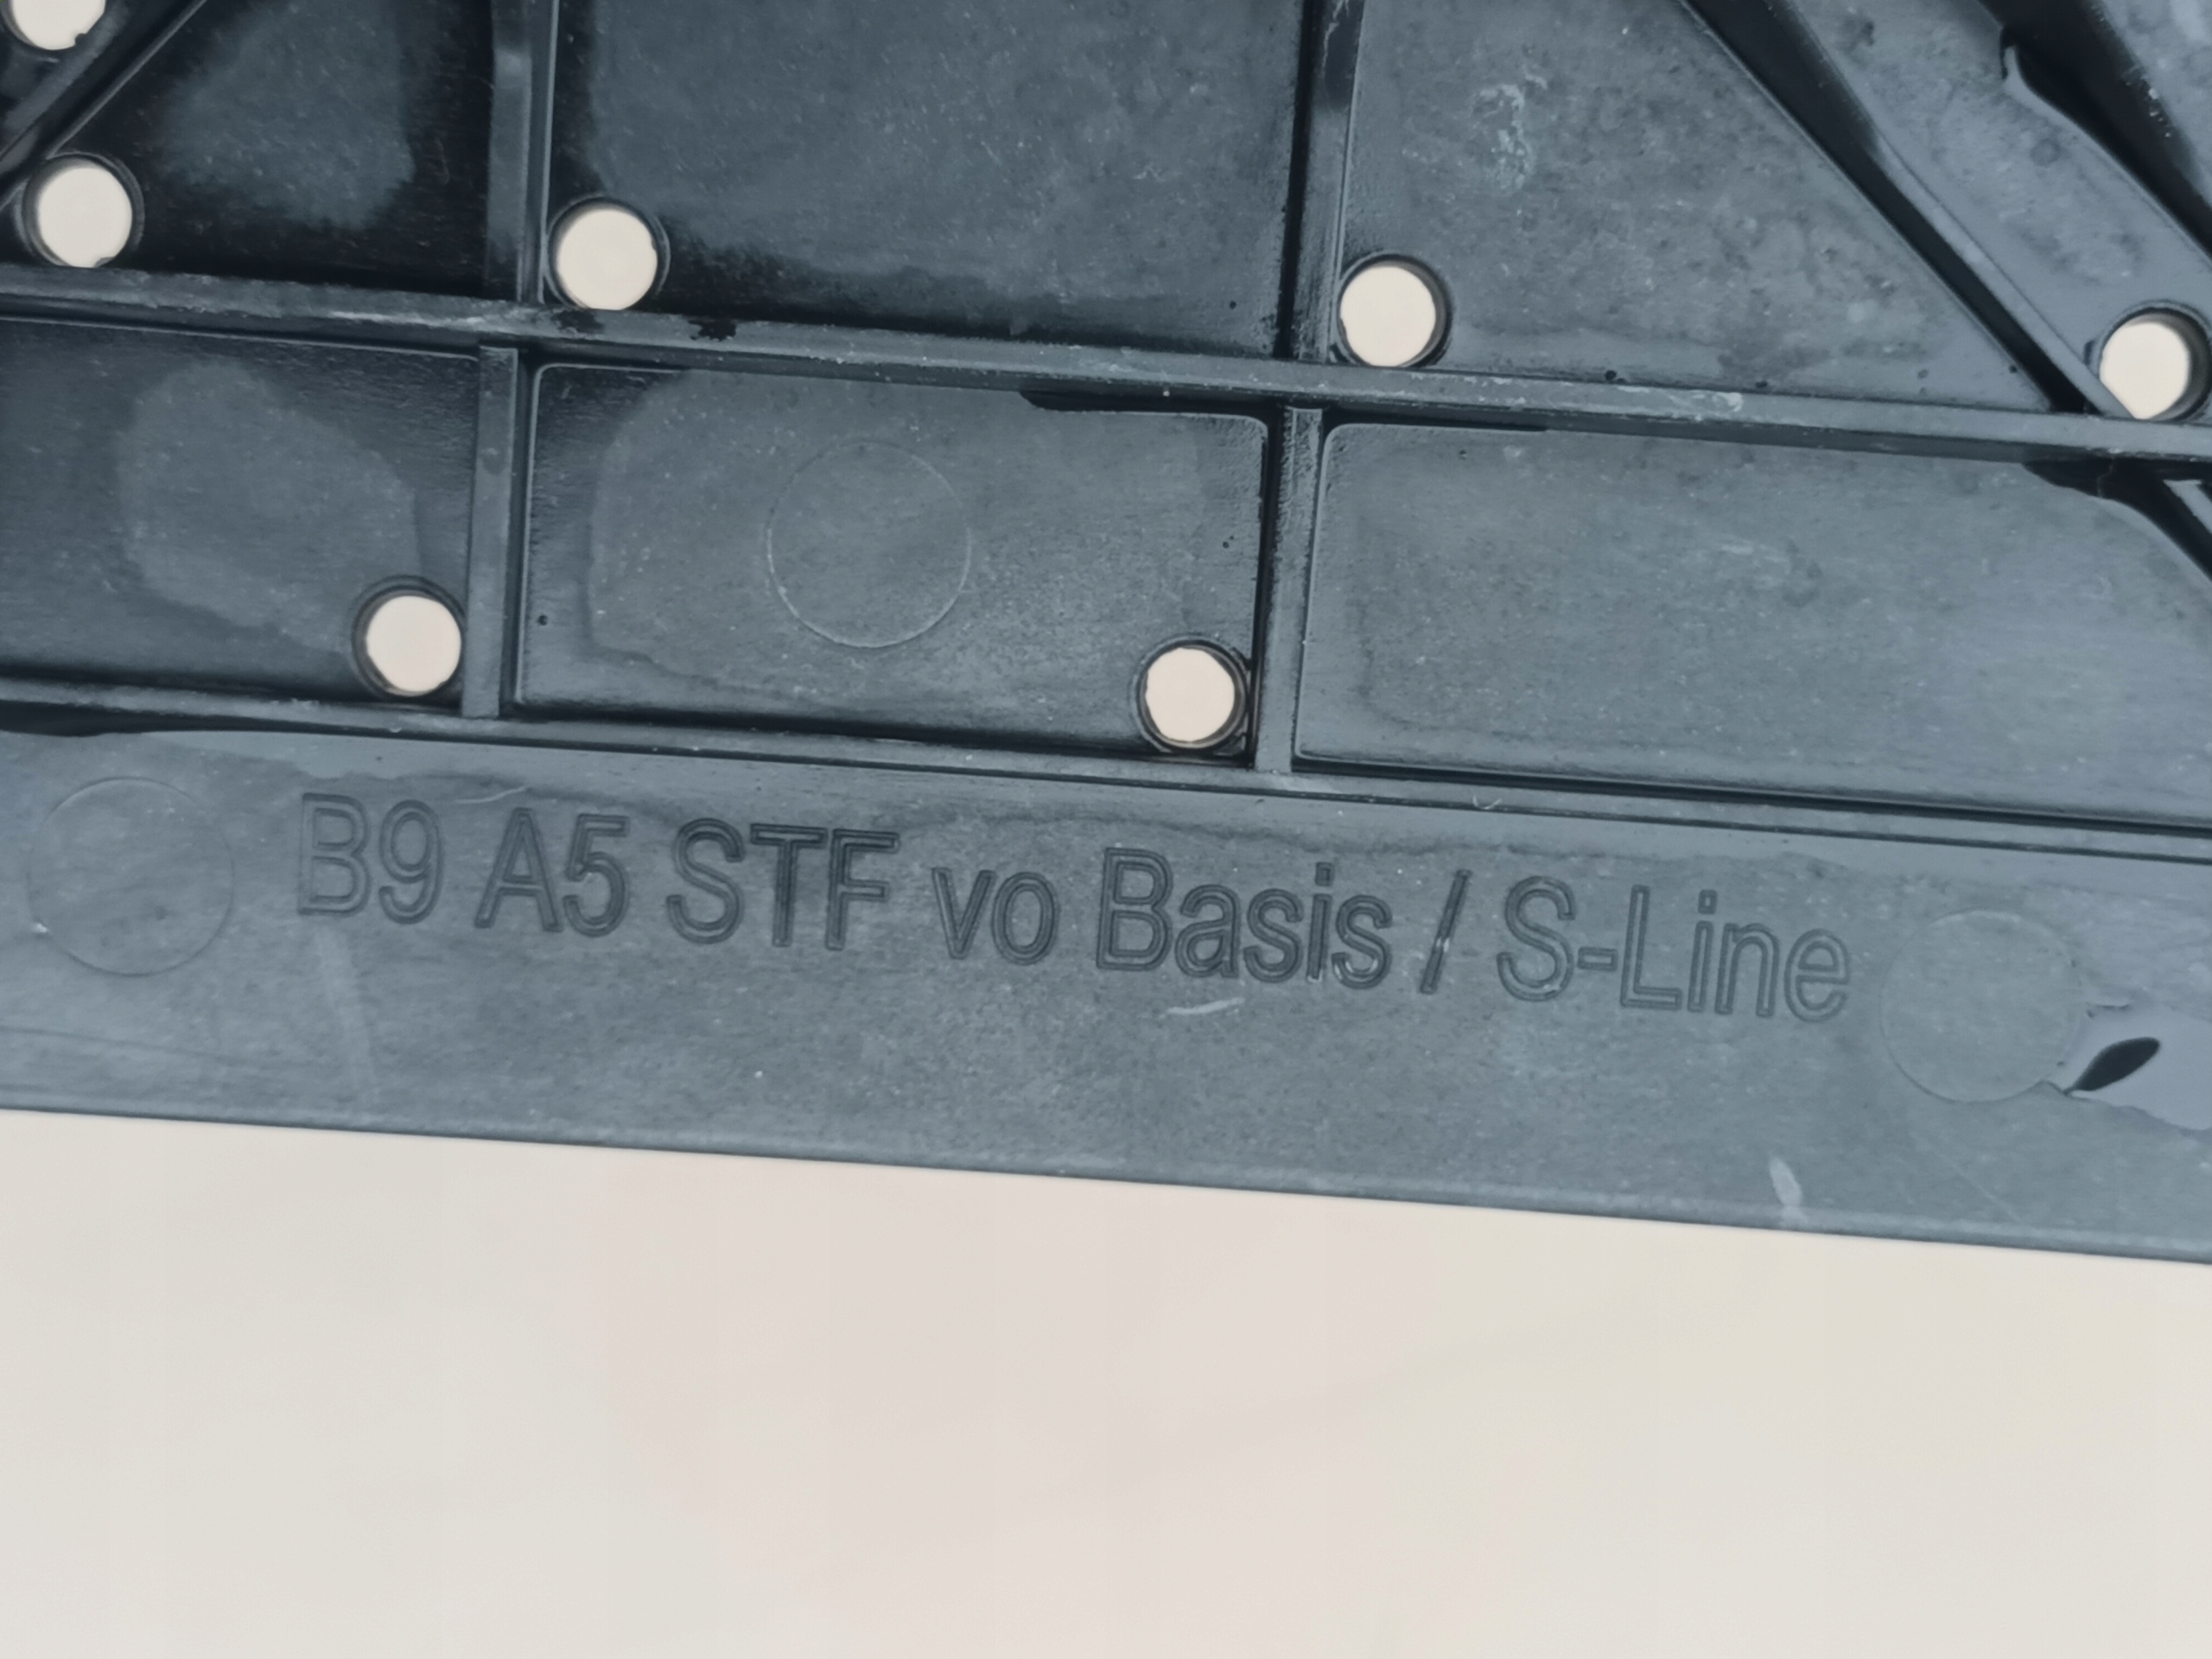 B9 A5 STF vo Basis / S-Line